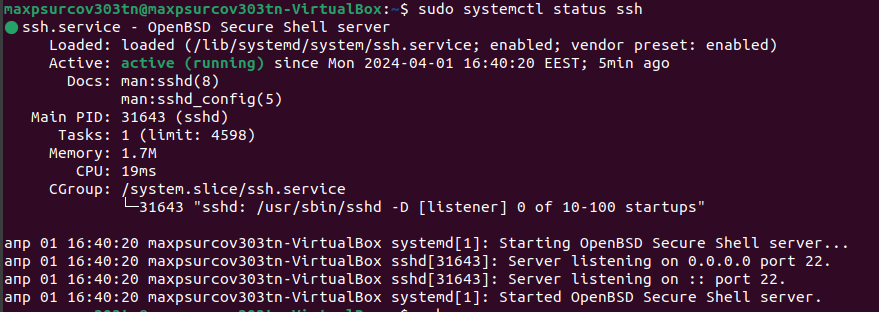 maxpsurcov303tn@maxpsurcov303tn-VirtualBox:~$ sudo systemctl status ssh
● ssh.service - OpenBSD Secure Shell server
     Loaded: loaded (/lib/systemd/system/ssh.service; enabled; vendor preset: enabled)
     Active: active (running) since Mon 2024-04-01 16:40:20 EEST; 5min ago
       Docs: man:sshd(8)
             man:sshd_config(5)
   Main PID: 31643 (sshd)
      Tasks: 1 (limit: 4598)
     Memory: 1.7M
        CPU: 19ms
     CGroup: /system.slice/ssh.service
             └─31643 "sshd: /usr/sbin/sshd -D [listener] 0 of 10-100 startups"

апр 01 16:40:20 maxpsurcov303tn-VirtualBox systemd[1]: Starting OpenBSD Secure Shell server...
апр 01 16:40:20 maxpsurcov303tn-VirtualBox sshd[31643]: Server listening on 0.0.0.0 port 22.
апр 01 16:40:20 maxpsurcov303tn-VirtualBox sshd[31643]: Server listening on :: port 22.
апр 01 16:40:20 maxpsurcov303tn-VirtualBox systemd[1]: Started OpenBSD Secure Shell server.